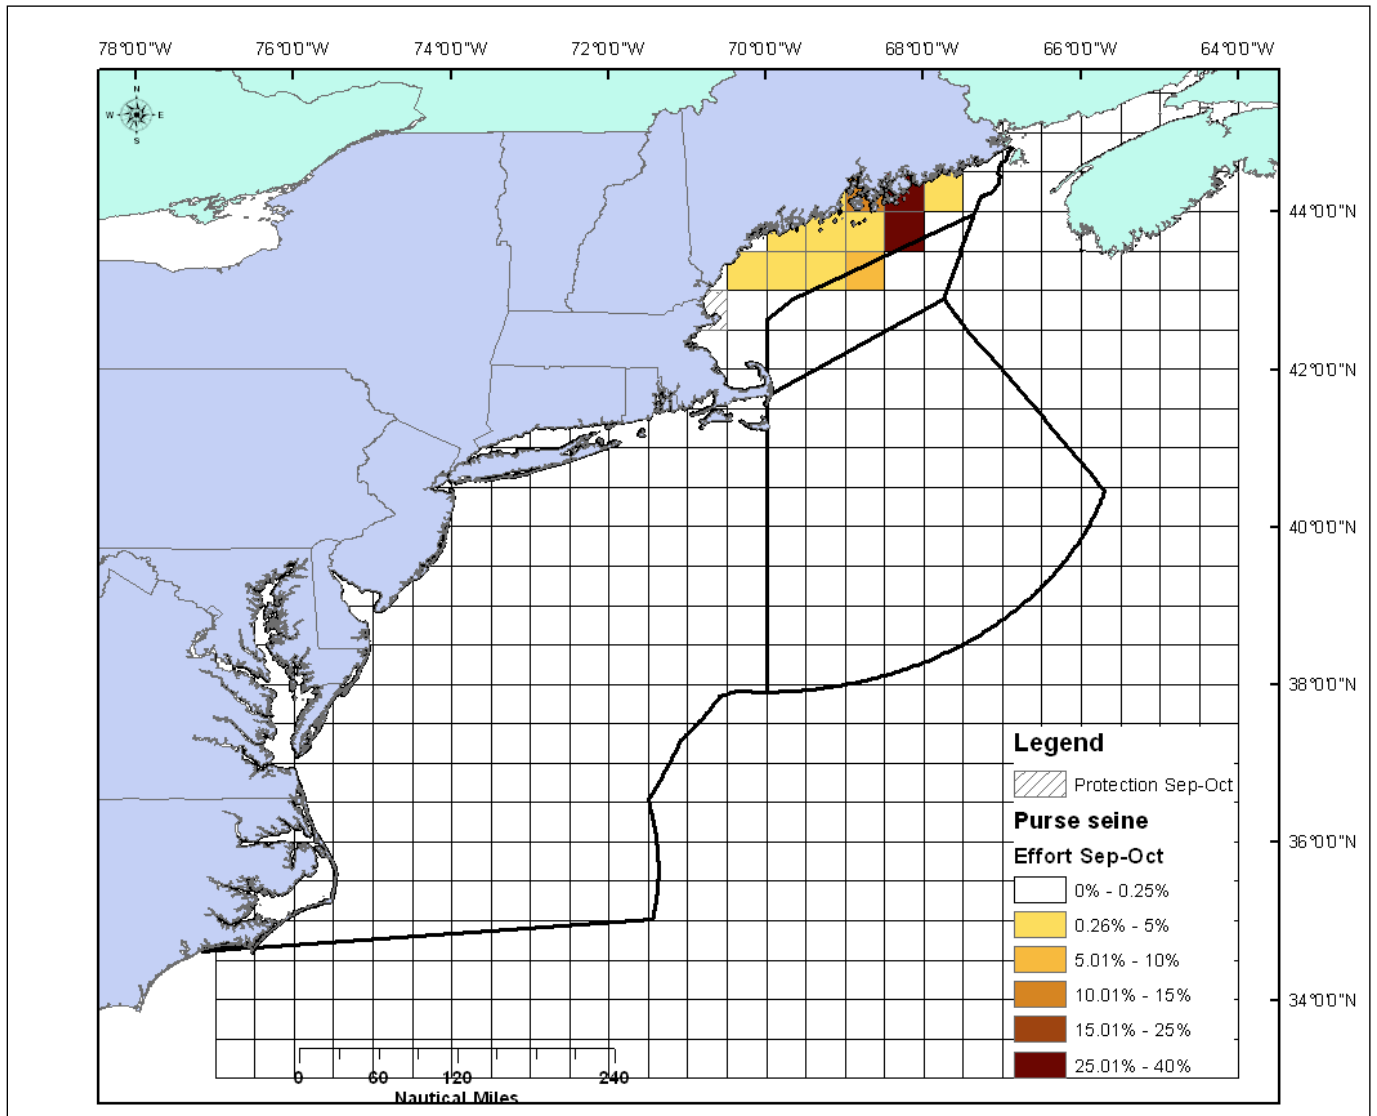 78°0'0"W 76°0'0"W 74°0'0"W 72°0'0"W 70°0'0"W 68°0'0"W 66°0'0"W 64°0'0"W
N
W E
S
44°0'0"N
42°0'0"N
40°0'0"N
38°0'0"N
36°0'0"N
34°0'0"N
Legend
Protection Sep-Oct
Purse seine
Effort Sep-Oct
0% - 0.25%
0.26% - 5%
5.01% - 10%
10.01% - 15%
15.01% - 25%
25.01% - 40%
0 60 120 240
Nautical Miles